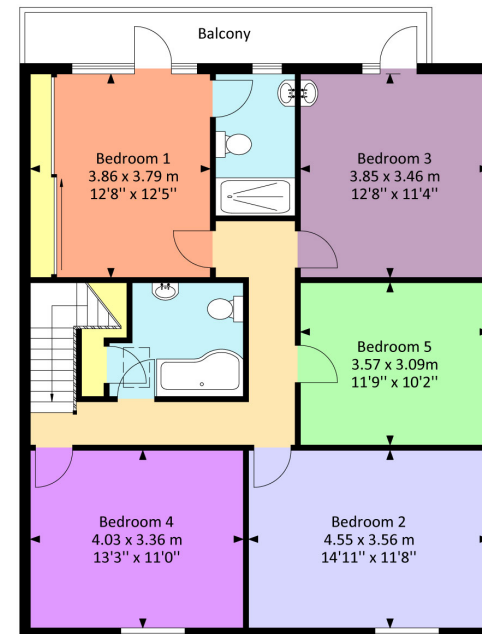 Balcony
Bedroom 1
3.86 x 3.79 m
12'8'' x 12'5''
Bedroom 3
3.85 x 3.46 m
12'8'' x 11'4''
Bedroom 5
3.57 x 3.09m
11'9'' x 10'2''
Bedroom 4
4.03 x 3.36 m
13'3'' x 11'0''
Bedroom 2
4.55 x 3.56 m
14'11'' x 11'8''